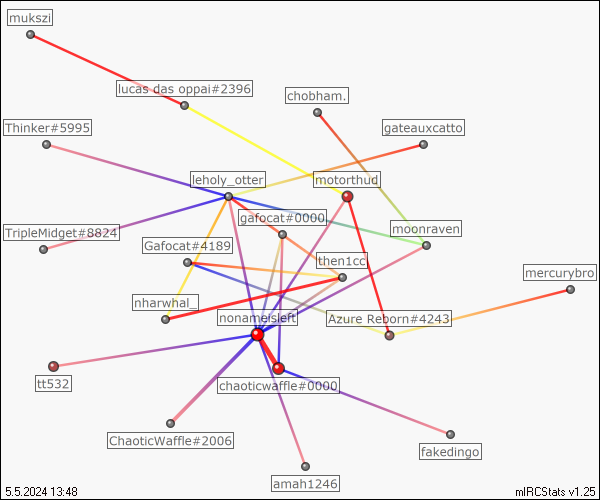 mukszi
lucas das oppai#2396
chobham.
Thinker#5995
gateauxcatto
leholy_otter
motorthud
gafocat#0000
moonraven
TripleMidget#8824
Gafocat#4189
then1cc
mercurybro
nharwhal_
nonameisleft
Azure Reborn#4243
tt532
chaoticwaffle#0000
ChaoticWaffle#2006
fakedingo
amah1246
5.5.2024 13:48
mIRCStats v1.25